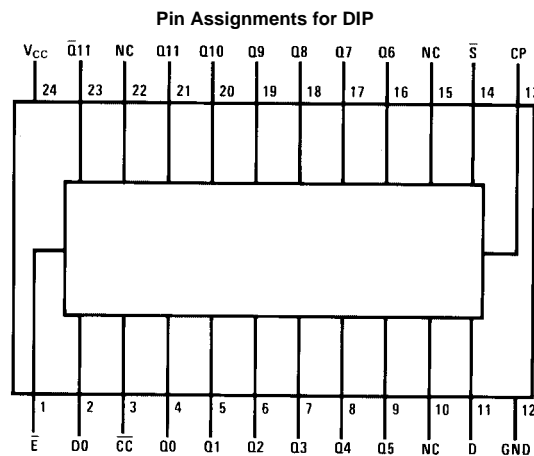 Pin Assignments for DIP
VCC Q̅11 NC Q11 Q10 Q9 Q8 Q7 Q6 NC S̅ CP
24 23 22 21 20 19 18 17 16 15 14 13
1 2 3 4 5 6 7 8 9 10 11 12
E̅ D0 C̅C̅ Q0 Q1 Q2 Q3 Q4 Q5 NC D GND